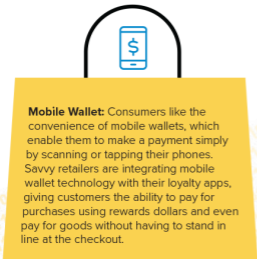 $
Mobile Wallet: Consumers like the
convenience of mobile wallets, which
enable them to make a payment simply
by scanning or tapping their phones.
Savvy retailers are integrating mobile
wallet technology with their loyalty apps,
giving customers the ability to pay for
purchases using rewards dollars and even
pay for goods without having to stand in
line at the checkout.